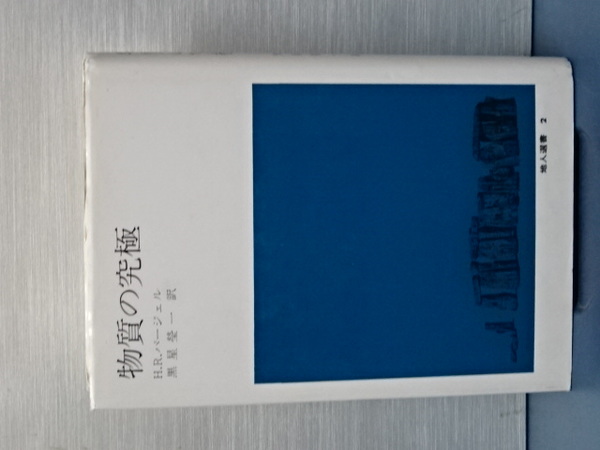 物質の究極
H.R.パージェル
黒星瑩一訳
地人選書 2